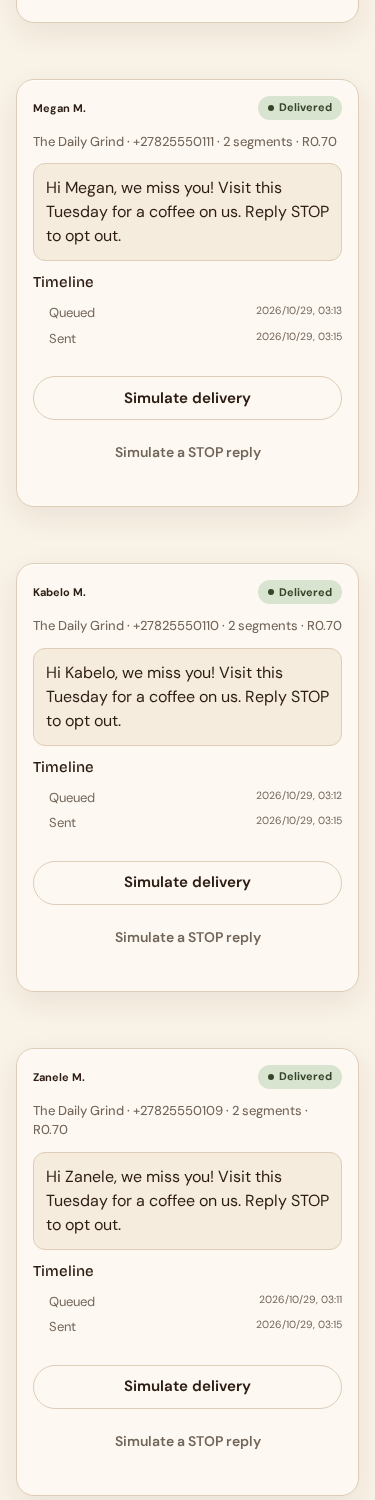 Megan M.
Delivered
The Daily Grind · +27825550111 · 2 segments · R0.70
Hi Megan, we miss you! Visit this
Tuesday for a coffee on us. Reply STOP
to opt out.
Timeline
Queued 2026/10/29, 03:13
Sent 2026/10/29, 03:15
Simulate delivery
Simulate a STOP reply
Kabelo M.
Delivered
The Daily Grind · +27825550110 · 2 segments · R0.70
Hi Kabelo, we miss you! Visit this
Tuesday for a coffee on us. Reply STOP
to opt out.
Timeline
Queued 2026/10/29, 03:12
Sent 2026/10/29, 03:15
Simulate delivery
Simulate a STOP reply
Zanele M.
Delivered
The Daily Grind · +27825550109 · 2 segments ·
R0.70
Hi Zanele, we miss you! Visit this
Tuesday for a coffee on us. Reply STOP
to opt out.
Timeline
Queued 2026/10/29, 03:11
Sent 2026/10/29, 03:15
Simulate delivery
Simulate a STOP reply